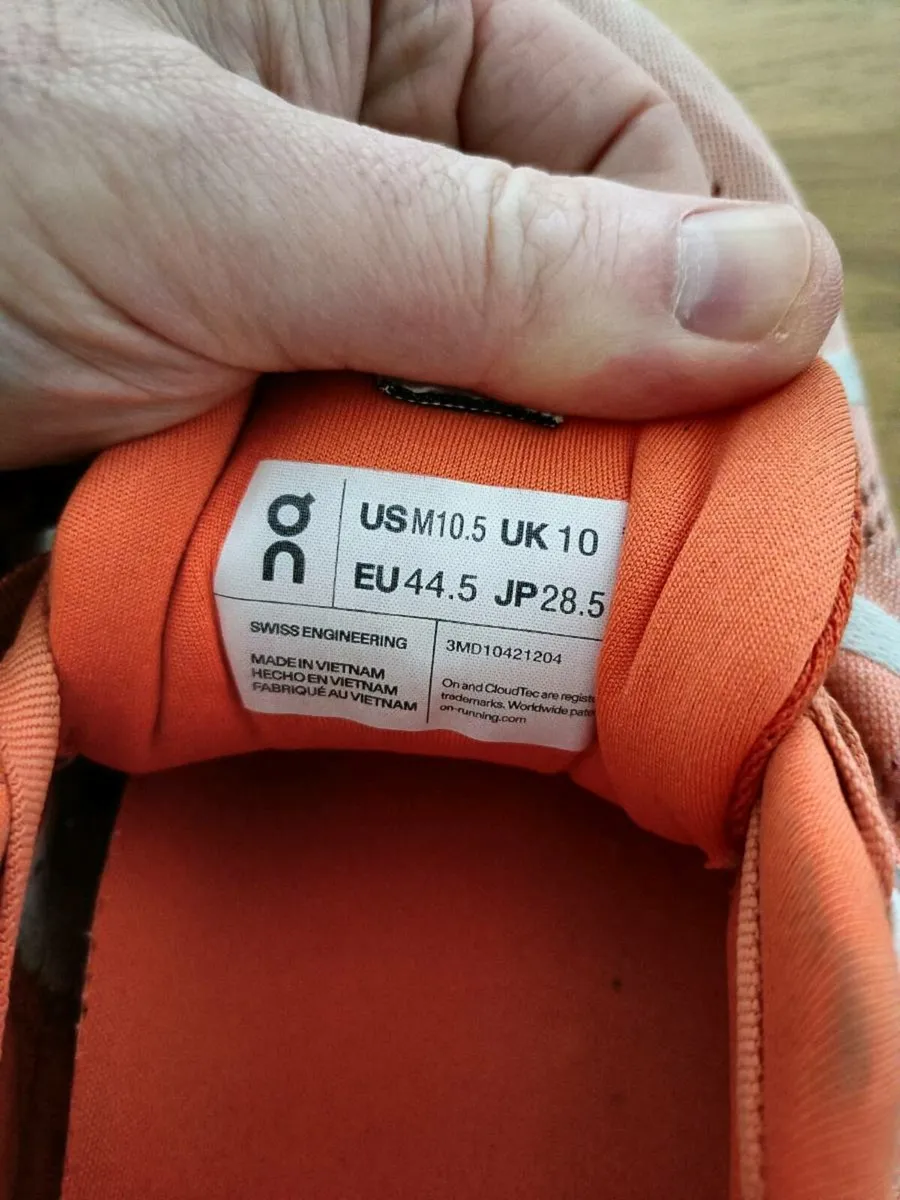 on
US M10.5 UK 10
EU 44.5 JP 28.5
SWISS ENGINEERING
MADE IN VIETNAM
HECHO EN VIETNAM
FABRIQUÉ AU VIETNAM
3MD10421204
On and CloudTec are regist
trademarks. Worldwide pate
on-running.com